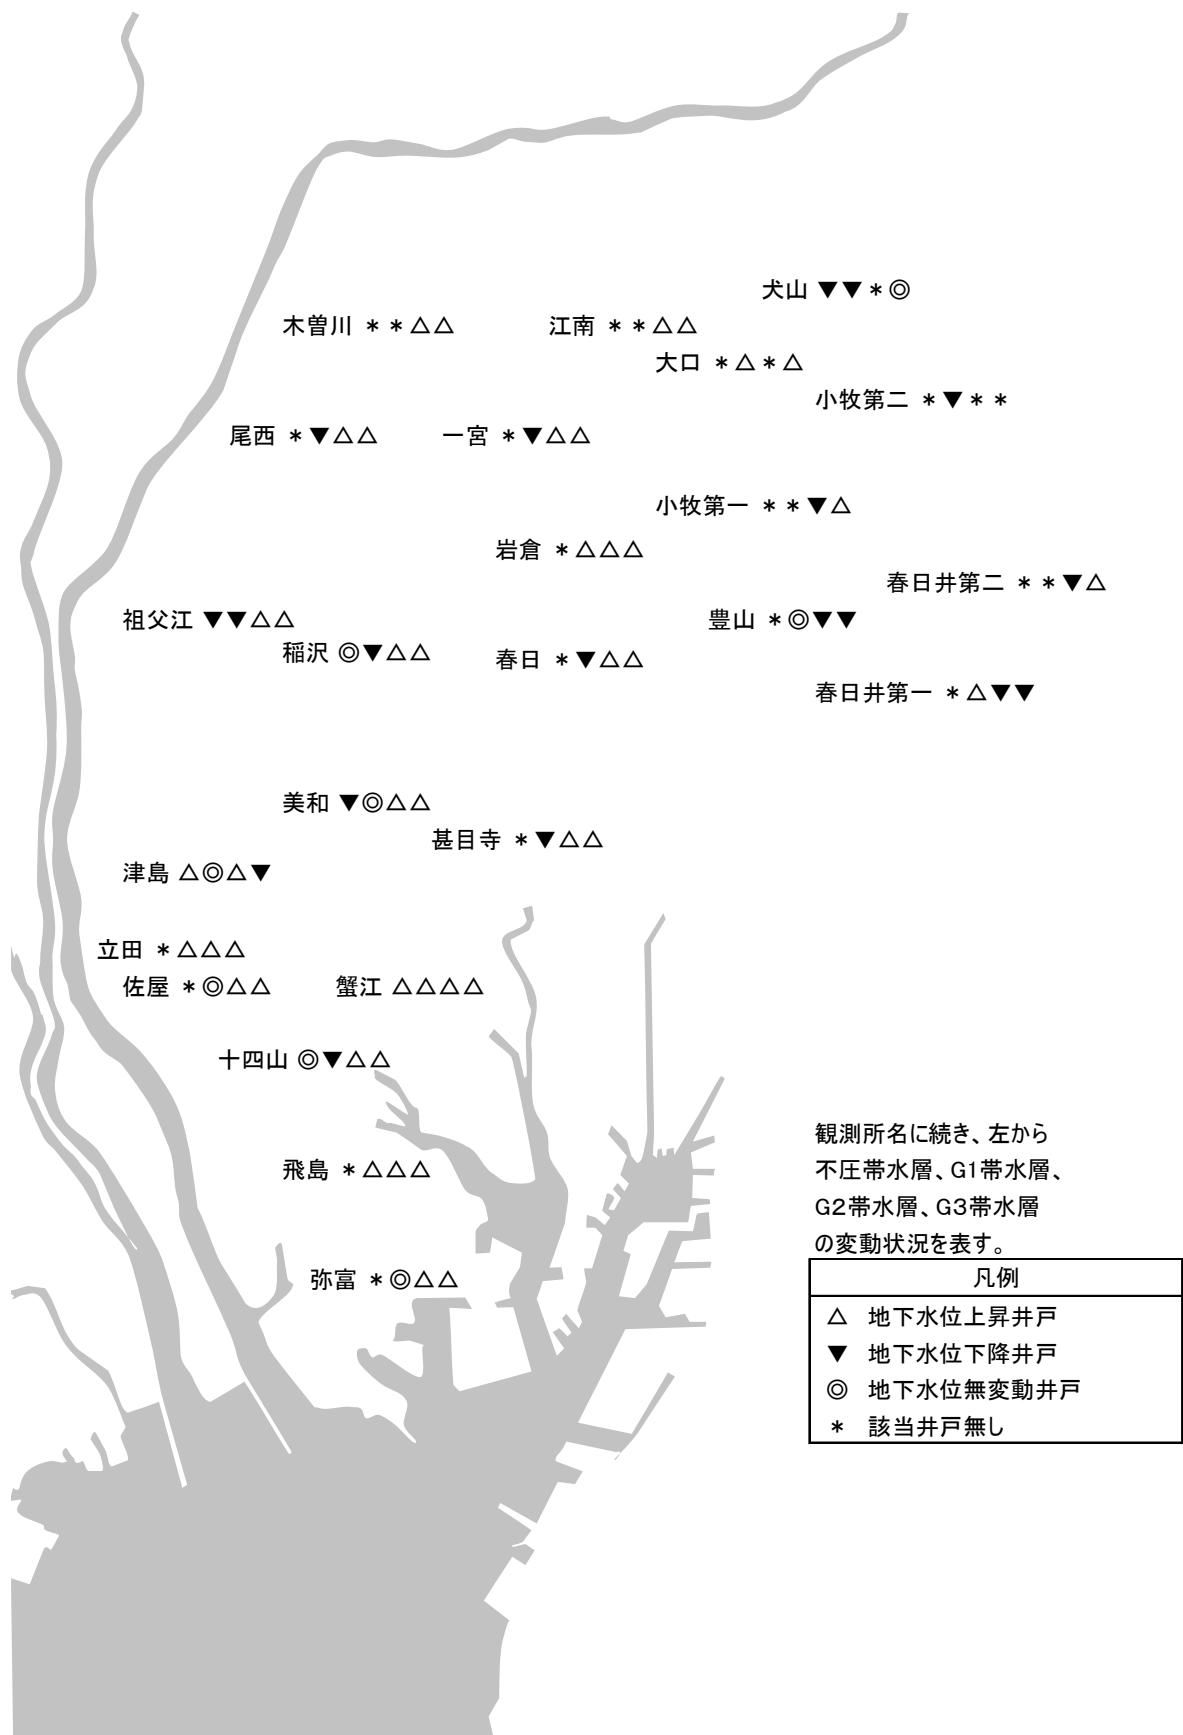 犬山 ▼▼*◎
木曽川 **△△
江南 **△△
大口 *△*△
小牧第二 *▼**
尾西 *▼△△
一宮 *▼△△
小牧第一 **▼△
岩倉 *△△△
春日井第二 **▼△
祖父江 ▼▼△△
豊山 *◎▼▼
稲沢 ◎▼△△
春日 *▼△△
春日井第一 *△▼▼
美和 ▼◎△△
甚目寺 *▼△△
津島 △◎△▼
立田 *△△△
佐屋 *◎△△
蟹江 △△△△
十四山 ◎▼△△
飛島 *△△△
弥富 *◎△△
観測所名に続き、左から
不圧帯水層、G1帯水層、
G2帯水層、G3帯水層
の変動状況を表す。
凡例
△ 地下水位上昇井戸
▼ 地下水位下降井戸
◎ 地下水位無変動井戸
* 該当井戸無し